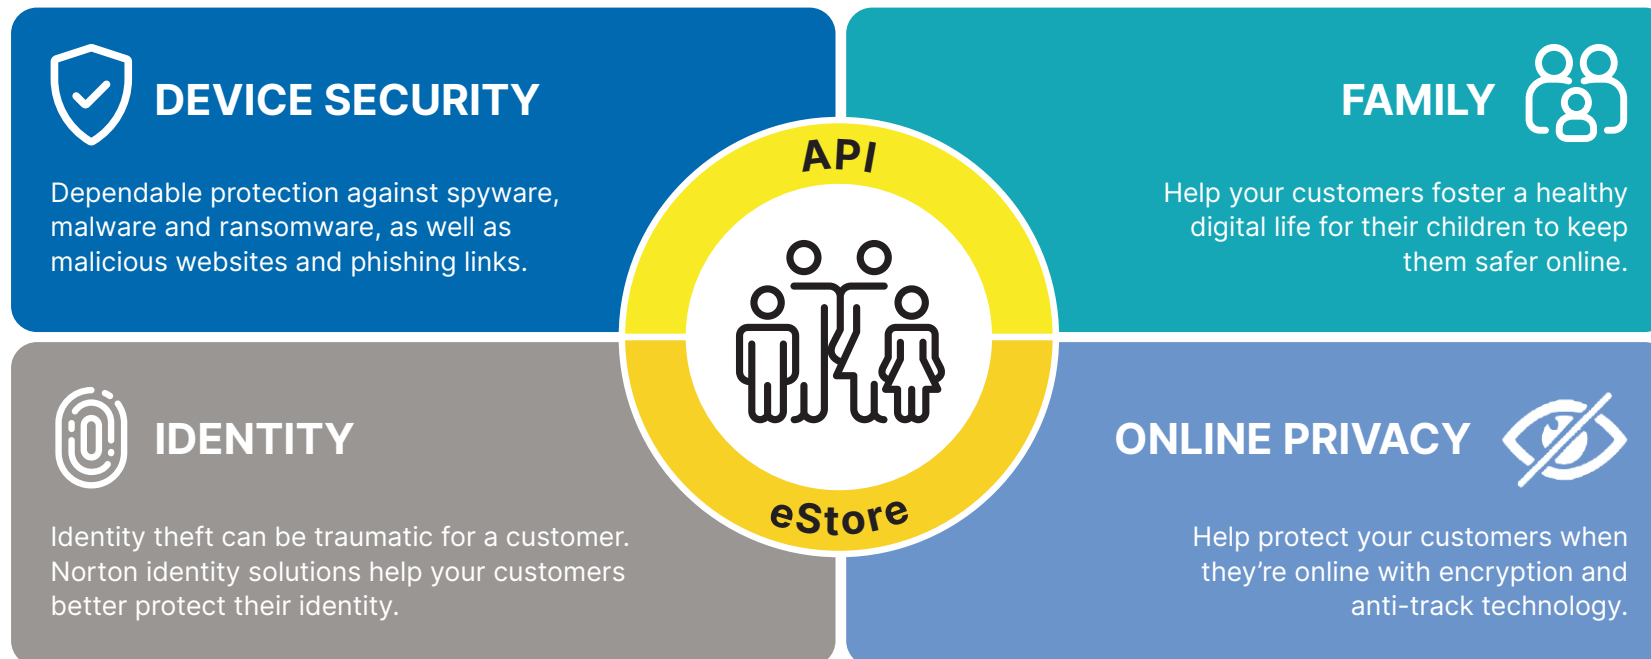 DEVICE SECURITY
Dependable protection against spyware,
malware and ransomware, as well as
malicious websites and phishing links.
FAMILY
Help your customers foster a healthy
digital life for their children to keep
them safer online.
API
eStore
IDENTITY
Identity theft can be traumatic for a customer.
Norton identity solutions help your customers
better protect their identity.
ONLINE PRIVACY
Help protect your customers when
they’re online with encryption and
anti-track technology.